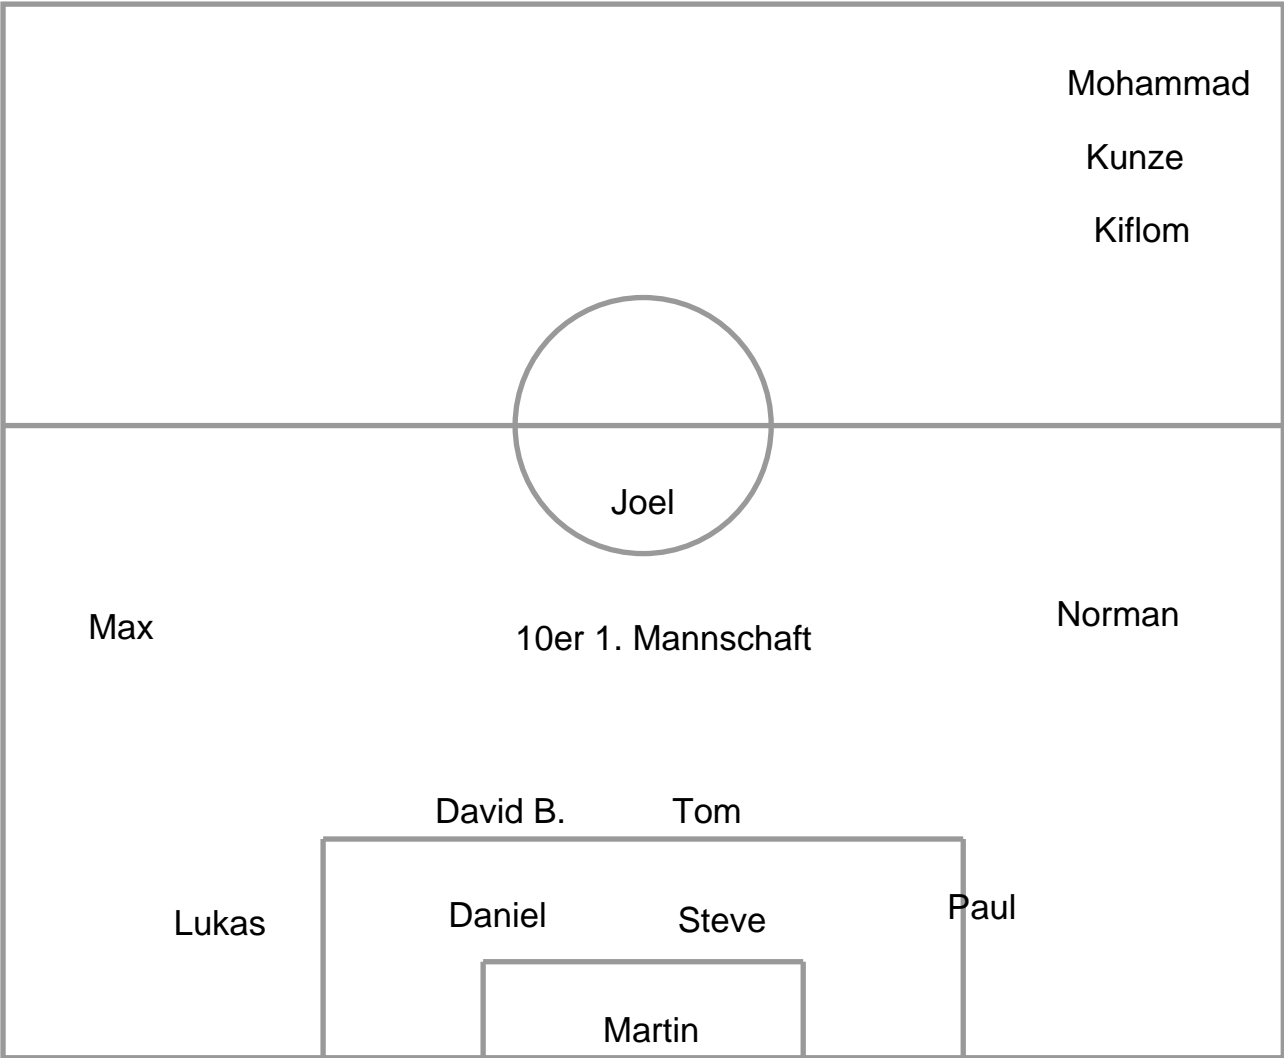 Mohammad
Kunze
Kiflom
Joel
Max
10er 1. Mannschaft
Norman
David B.
Tom
Lukas
Daniel
Steve
Paul
Martin